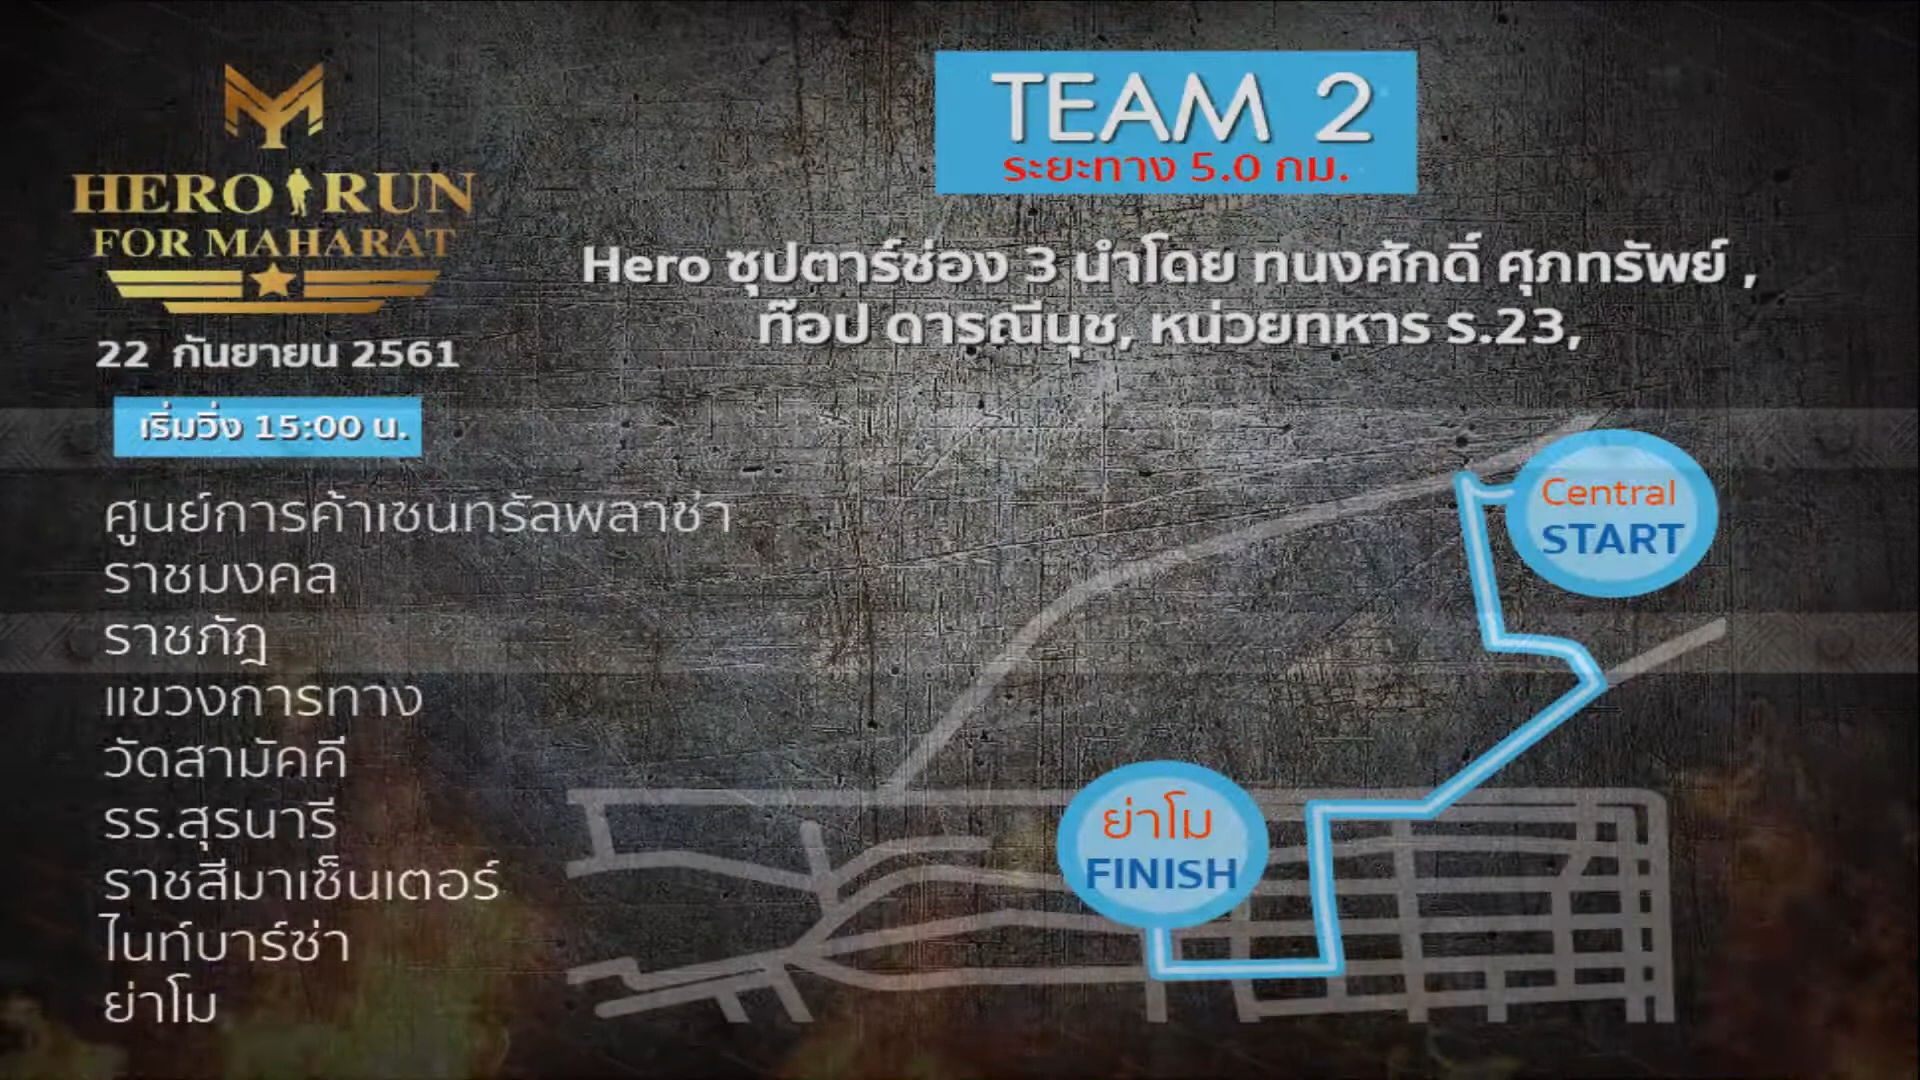 HERO RUN
FOR MAHARAT
22 กันยายน 2561
เริ่มวิ่ง 15:00 น.
TEAM 2
ระยะทาง 5.0 กม.
Hero ซุปตาร์ช่อง 3 นำโดย ทนงศักดิ์ ศุภทรัพย์ ,
ท๊อป ดารณีนุช, หน่วยทหาร ร.23,
ศูนย์การค้าเซนทรัลพลาซ่า
ราชมงคล
ราชภัฎ
แขวงการทาง
วัดสามัคคี
รร.สุรนารี
ราชสีมาเซ็นเตอร์
ไนท์บาร์ซ่า
ย่าโม
Central
START
ย่าโม
FINISH